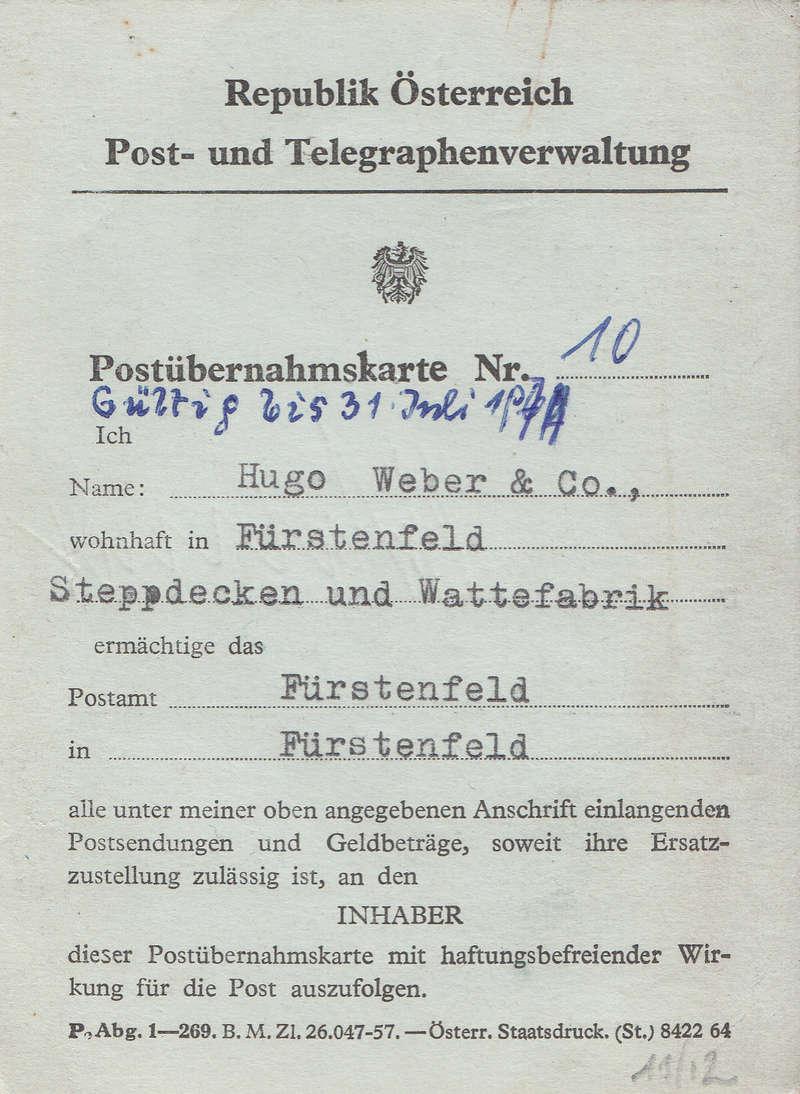 Republik Österreich
Post- und Telegraphenverwaltung
Postübernahmskarte Nr. 10
Gültig bis 31. Juli
Ich
Name: Hugo Weber & Co.,
wohnhaft in Fürstenfeld
Steppdecken und Wattefabrik
ermächtige das
Postamt Fürstenfeld
in Fürstenfeld
alle unter meiner oben angegebenen Anschrift einlangenden
Postsendungen und Geldbeträge, soweit ihre Ersatz-
zustellung zulässig ist, an den
INHABER
dieser Postübernahmskarte mit haftungsbefreiender Wir-
kung für die Post auszufolgen.
P. Abg. 1—269. B. M. Zl. 26.047-57. — Österr. Staatsdruck. (St.) 8422 64